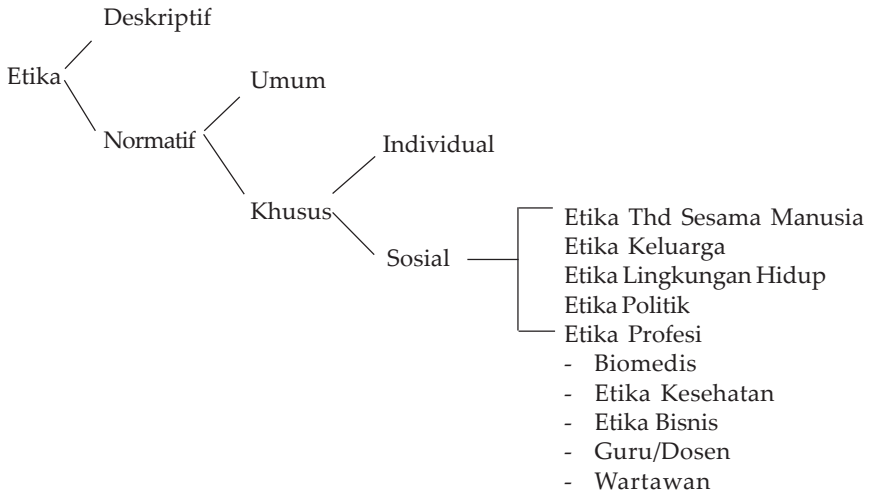 Deskriptif
Etika
Umum
Normatif
Individual
Khusus
Etika Thd Sesama Manusia
Etika Keluarga
Sosial
Etika Lingkungan Hidup
Etika Politik
Etika Profesi
- Biomedis
- Etika Kesehatan
- Etika Bisnis
- Guru/Dosen
- Wartawan